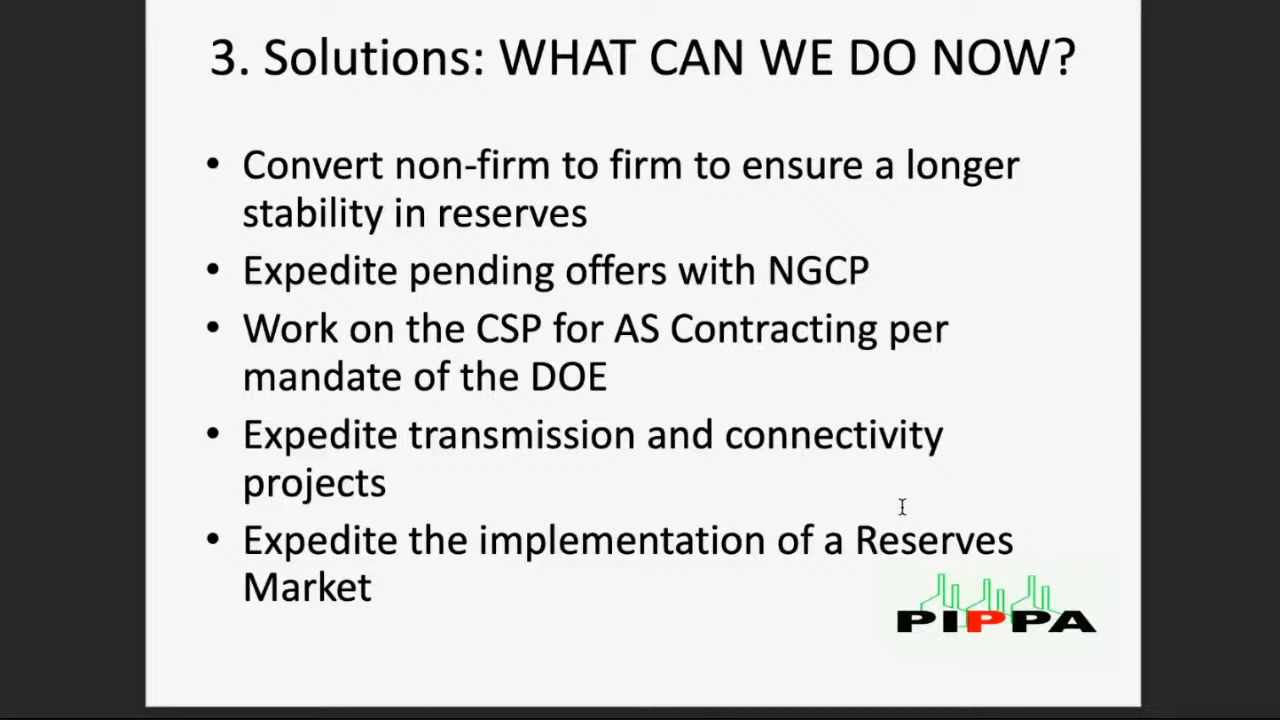 3. Solutions: WHAT CAN WE DO NOW?
• Convert non-firm to firm to ensure a longer
stability in reserves
• Expedite pending offers with NGCP
• Work on the CSP for AS Contracting per
mandate of the DOE
• Expedite transmission and connectivity
projects
• Expedite the implementation of a Reserves
Market
PIPPA